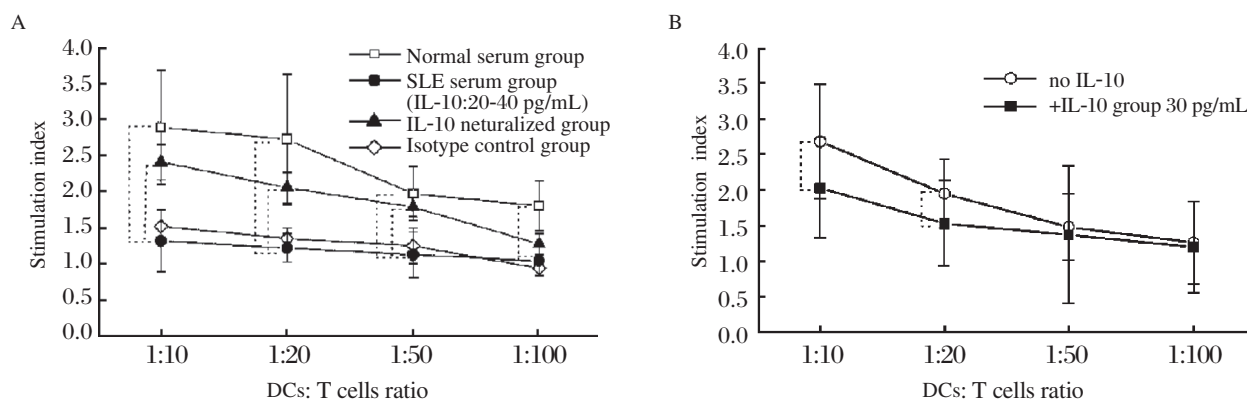 A
4.0
3.5
3.0
2.5
2.0
1.5
1.0
0.5
0.0
Stimulation index
Normal serum group
SLE serum group
(IL-10:20-40 pg/mL)
IL-10 neturalized group
Isotype control group
1:10 1:20 1:50 1:100
DCs: T cells ratio
B
4.0
3.5
3.0
2.5
2.0
1.5
1.0
0.5
0.0
Stimulation index
no IL-10
+IL-10 group 30 pg/mL
1:10 1:20 1:50 1:100
DCs: T cells ratio